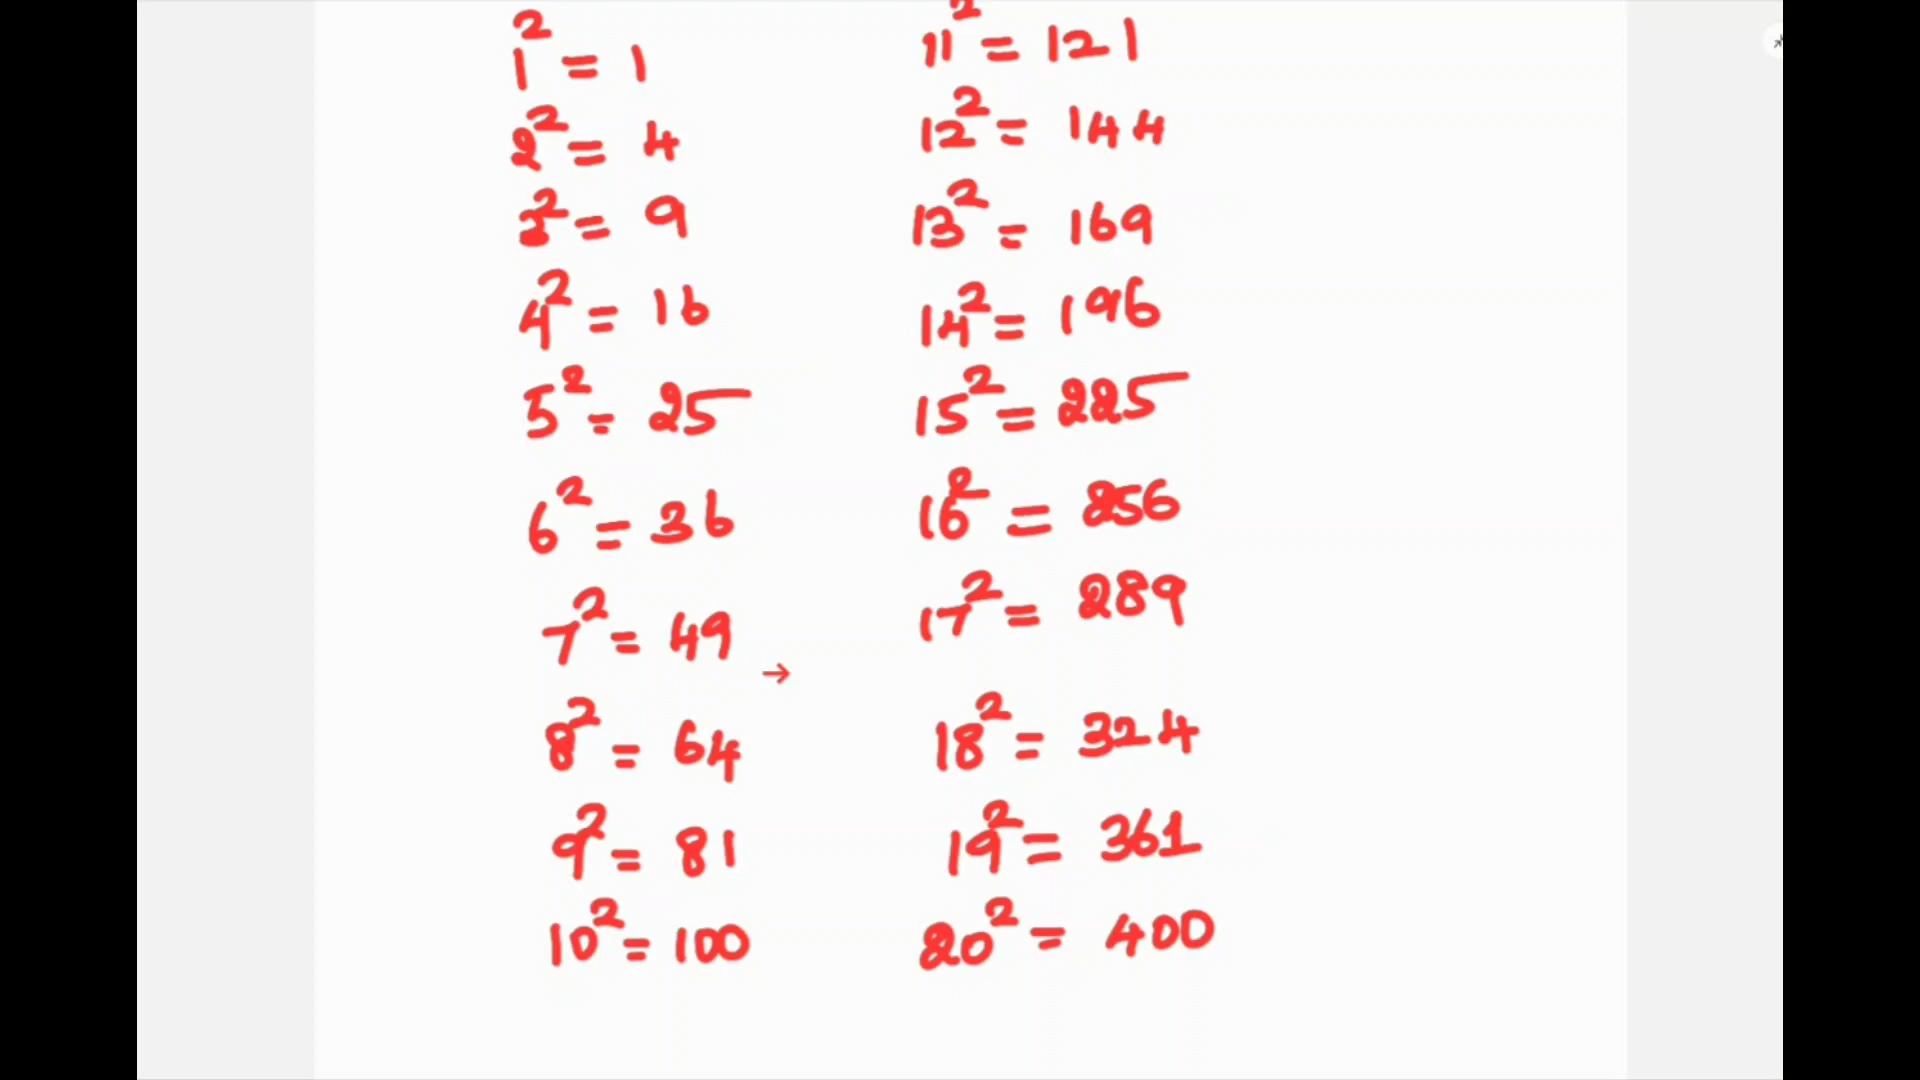 1² = 1
2² = 4
3² = 9
4² = 16
5² = 25
6² = 36
7² = 49 →
8² = 64
9² = 81
10² = 100
11² = 121
12² = 144
13² = 169
14² = 196
15² = 225
16² = 256
17² = 289
18² = 324
19² = 361
20² = 400